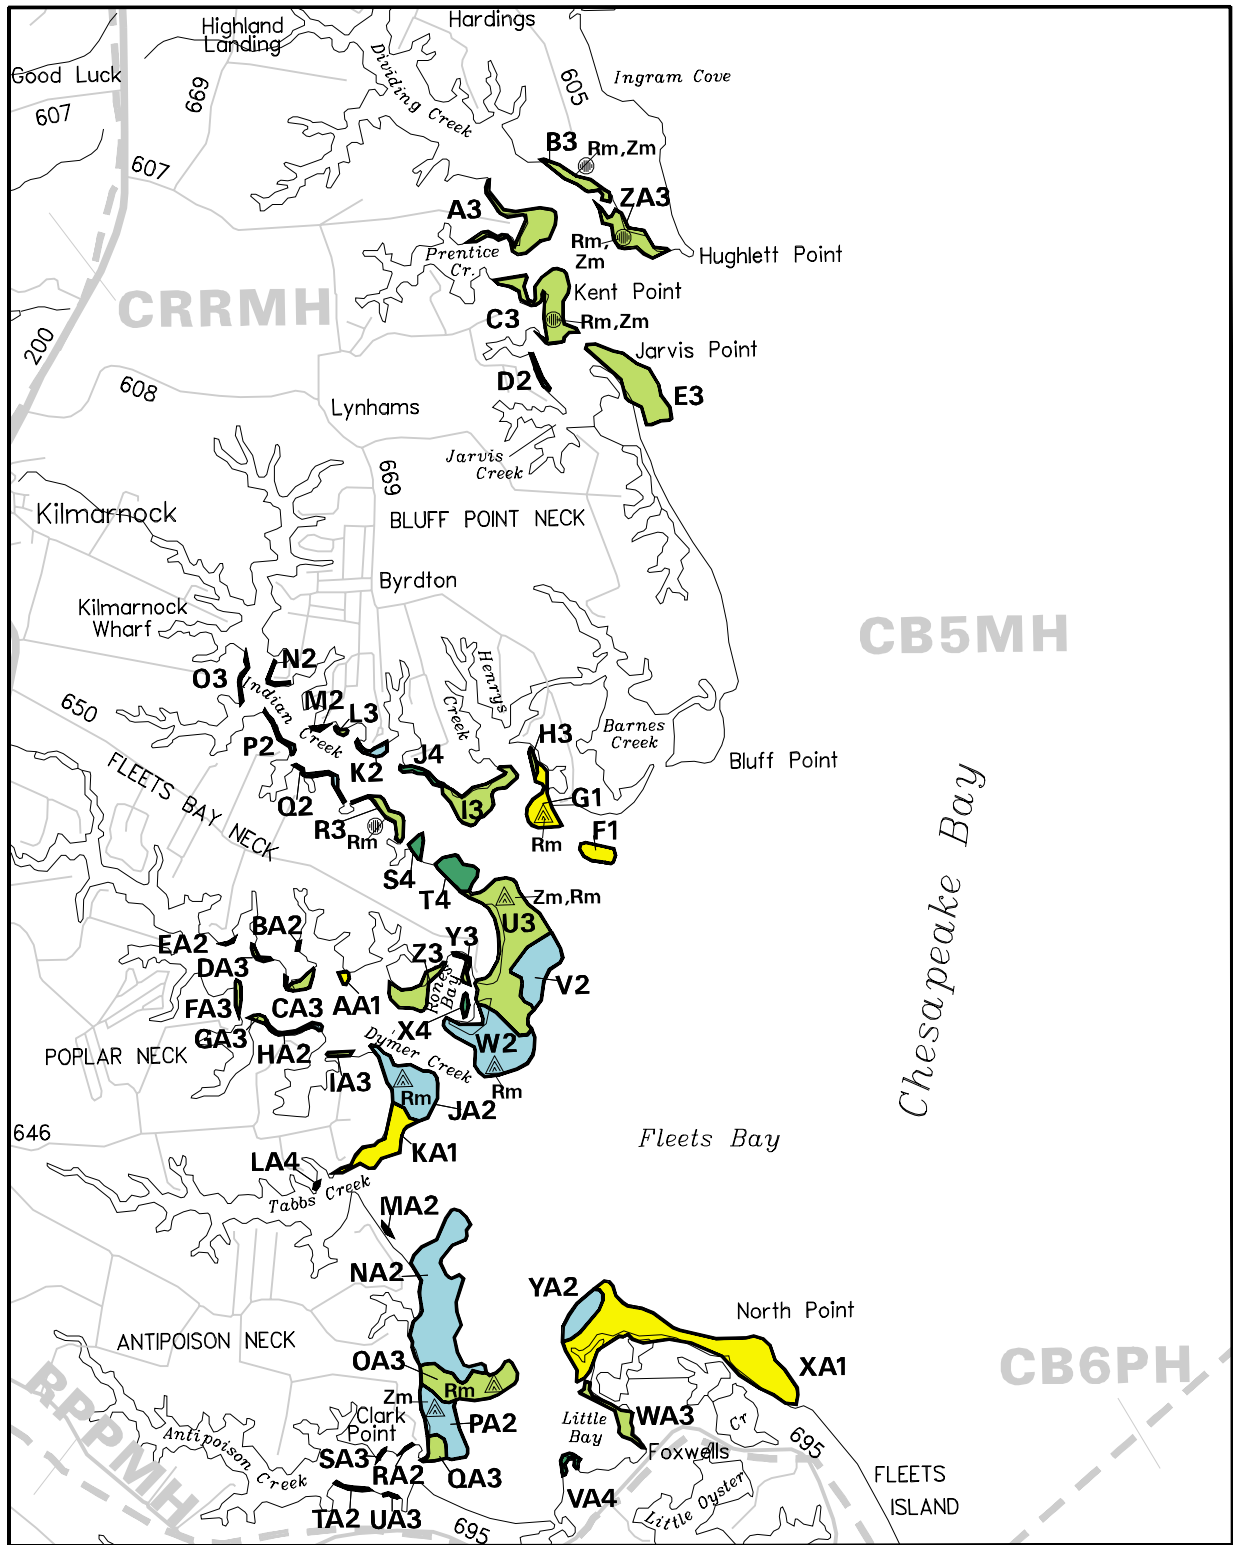 Hardings
Highland
Landing
Good Luck
607
669
Dividing Creek
605
Ingram Cove
B3
Rm,Zm
607
ZA3
A3
Rm,
Zm
Prentice
Cr.
Hughlett Point
CRRMH
Kent Point
C3
Rm,Zm
200
Jarvis Point
608
D2
E3
Lynhams
Jarvis
Creek
669
Kilmarnock
BLUFF POINT NECK
Byrdton
Kilmarnock
Wharf
CB5MH
O3
N2
Indian
Creek
M2
L3
650
P2
K2
J4
Henrys
Creek
H3
Barnes
Creek
Bluff Point
FLEETS BAY NECK
Q2
R3
Rm
I3
G1
Rm
F1
S4
T4
Zm,Rm
U3
Chesapeake Bay
EA2
BA2
Y3
DA3
Z3
Rones
Bay
V2
FA3
CA3
AA1
X4
GA3
HA2
Dymer Creek
W2
POPLAR NECK
IA3
Rm
JA2
Rm
646
Fleets Bay
KA1
LA4
Tabbs Creek
MA2
NA2
YA2
North Point
ANTIPOISON NECK
OA3
Rm
XA1
CB6PH
RPPMH
Zm
Clark
Point
PA2
WA3
Little
Bay
Cr
695
Antipoison Creek
SA3
RA2
QA3
Foxwells
FLEETS
ISLAND
VA4
Little Oyster
TA2
UA3
695